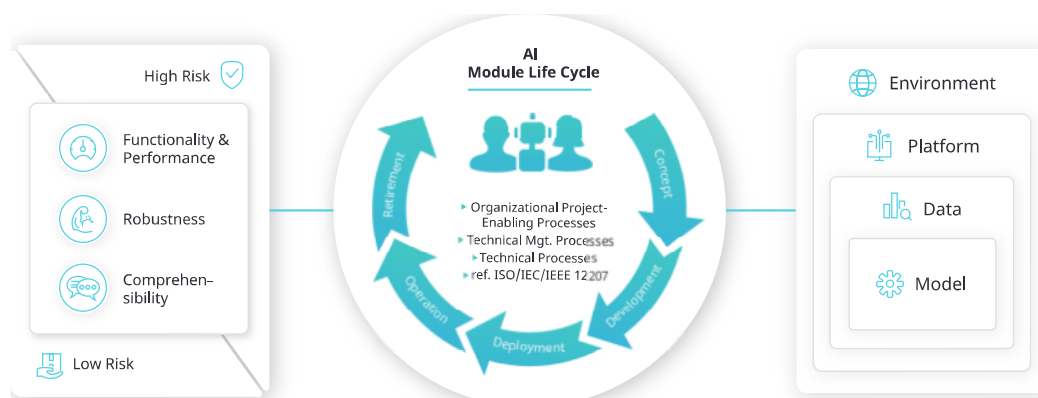 High Risk
Functionality &
Performance
Robustness
Comprehen–
sibility
Low Risk
AI
Module Life Cycle
Concept
Development
Deployment
Operation
Retirement
Organizational Project-
Enabling Processes
Technical Mgt. Processes
Technical Processes
ref. ISO/IEC/IEEE 12207
Environment
Platform
Data
Model